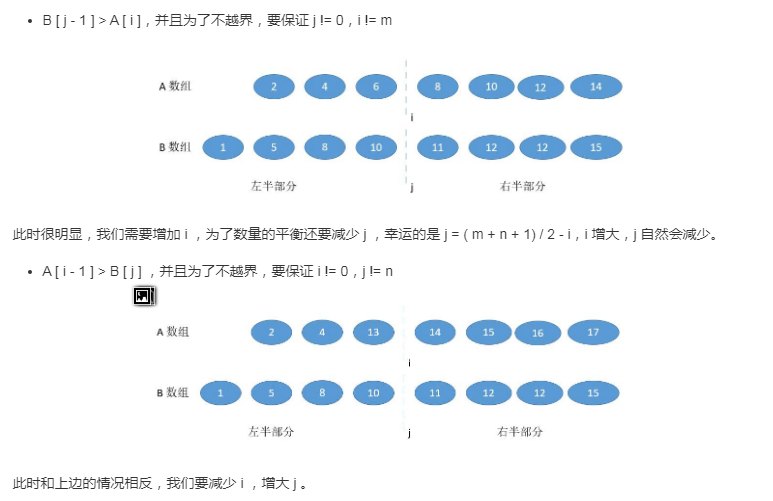 • B [ j - 1 ] > A [ i ]，并且为了不越界，要保证 j != 0，i != m
A 数组 2 4 6 8 10 12 14
i
B 数组 1 5 8 10 11 12 12 15
左半部分 j 右半部分
此时很明显，我们需要增加 i ，为了数量的平衡还要减少 j ，幸运的是 j = ( m + n + 1) / 2 - i，i 增大，j 自然会减少。
• A [ i - 1 ] > B [ j ] ，并且为了不越界，要保证 i != 0，j != n
A 数组 2 4 13 14 15 16 17
i
B 数组 1 5 8 10 11 12 12 15
左半部分 j 右半部分
此时和上边的情况相反，我们要减少 i ，增大 j 。